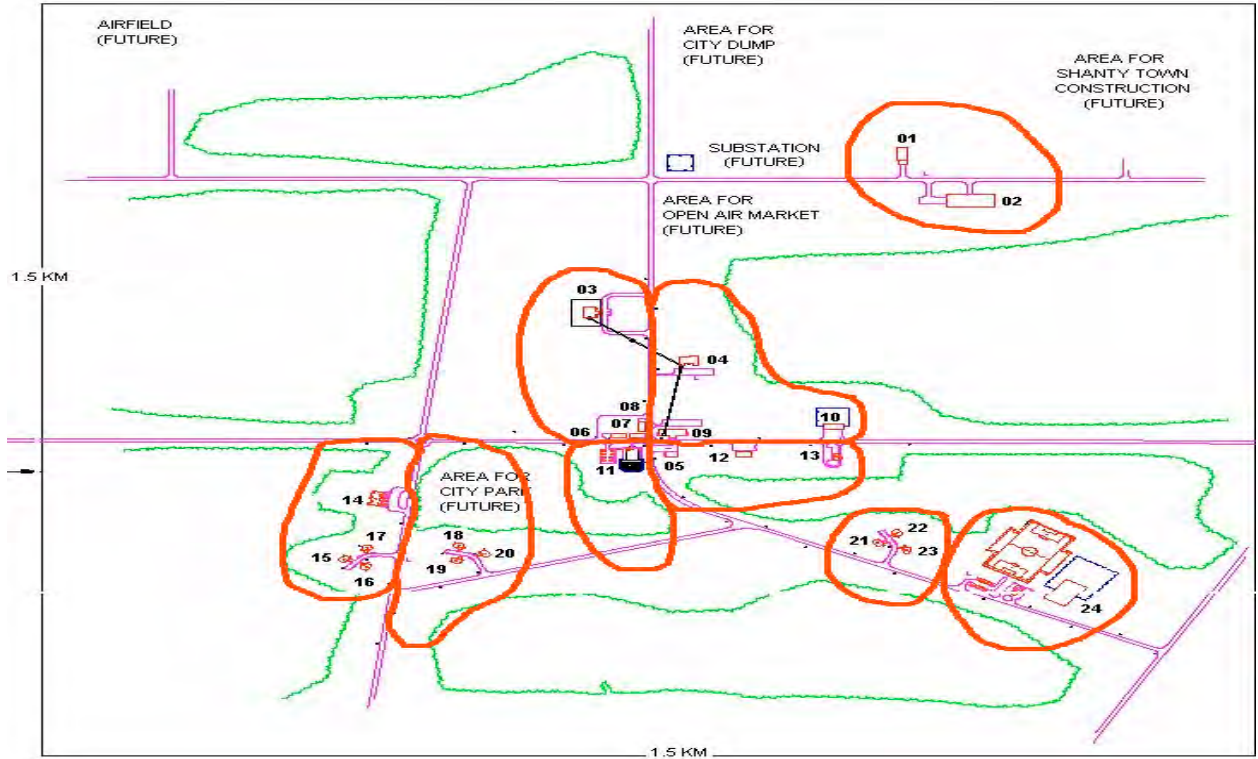 AIRFIELD
(FUTURE)
AREA FOR
CITY DUMP
(FUTURE)
AREA FOR
SHANTY TOWN
CONSTRUCTION
(FUTURE)
01
SUBSTATION
(FUTURE)
02
AREA FOR
OPEN AIR MARKET
(FUTURE)
1.5 KM
03
04
08
10
07
06
09
11
05
12
13
14
AREA FOR
CITY PARK
(FUTURE)
17
15
16
18
20
19
22
21
23
24
1.5 KM